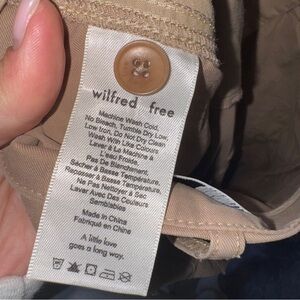 wilfred free
Machine Wash Cold,
No Bleach, Tumble Dry Low,
Low Iron, Do Not Dry Clean
Wash With Like Colours
Laver À La Machine À
L'eau Froide,
Pas De Blanchiment,
Sécher À Basse Température,
Repasser À Basse Température,
Ne Pas Nettoyer À Sec
Laver Avec Des Couleurs
Semblables
Made in China
Fabriqué en China
A little love
goes a long way.